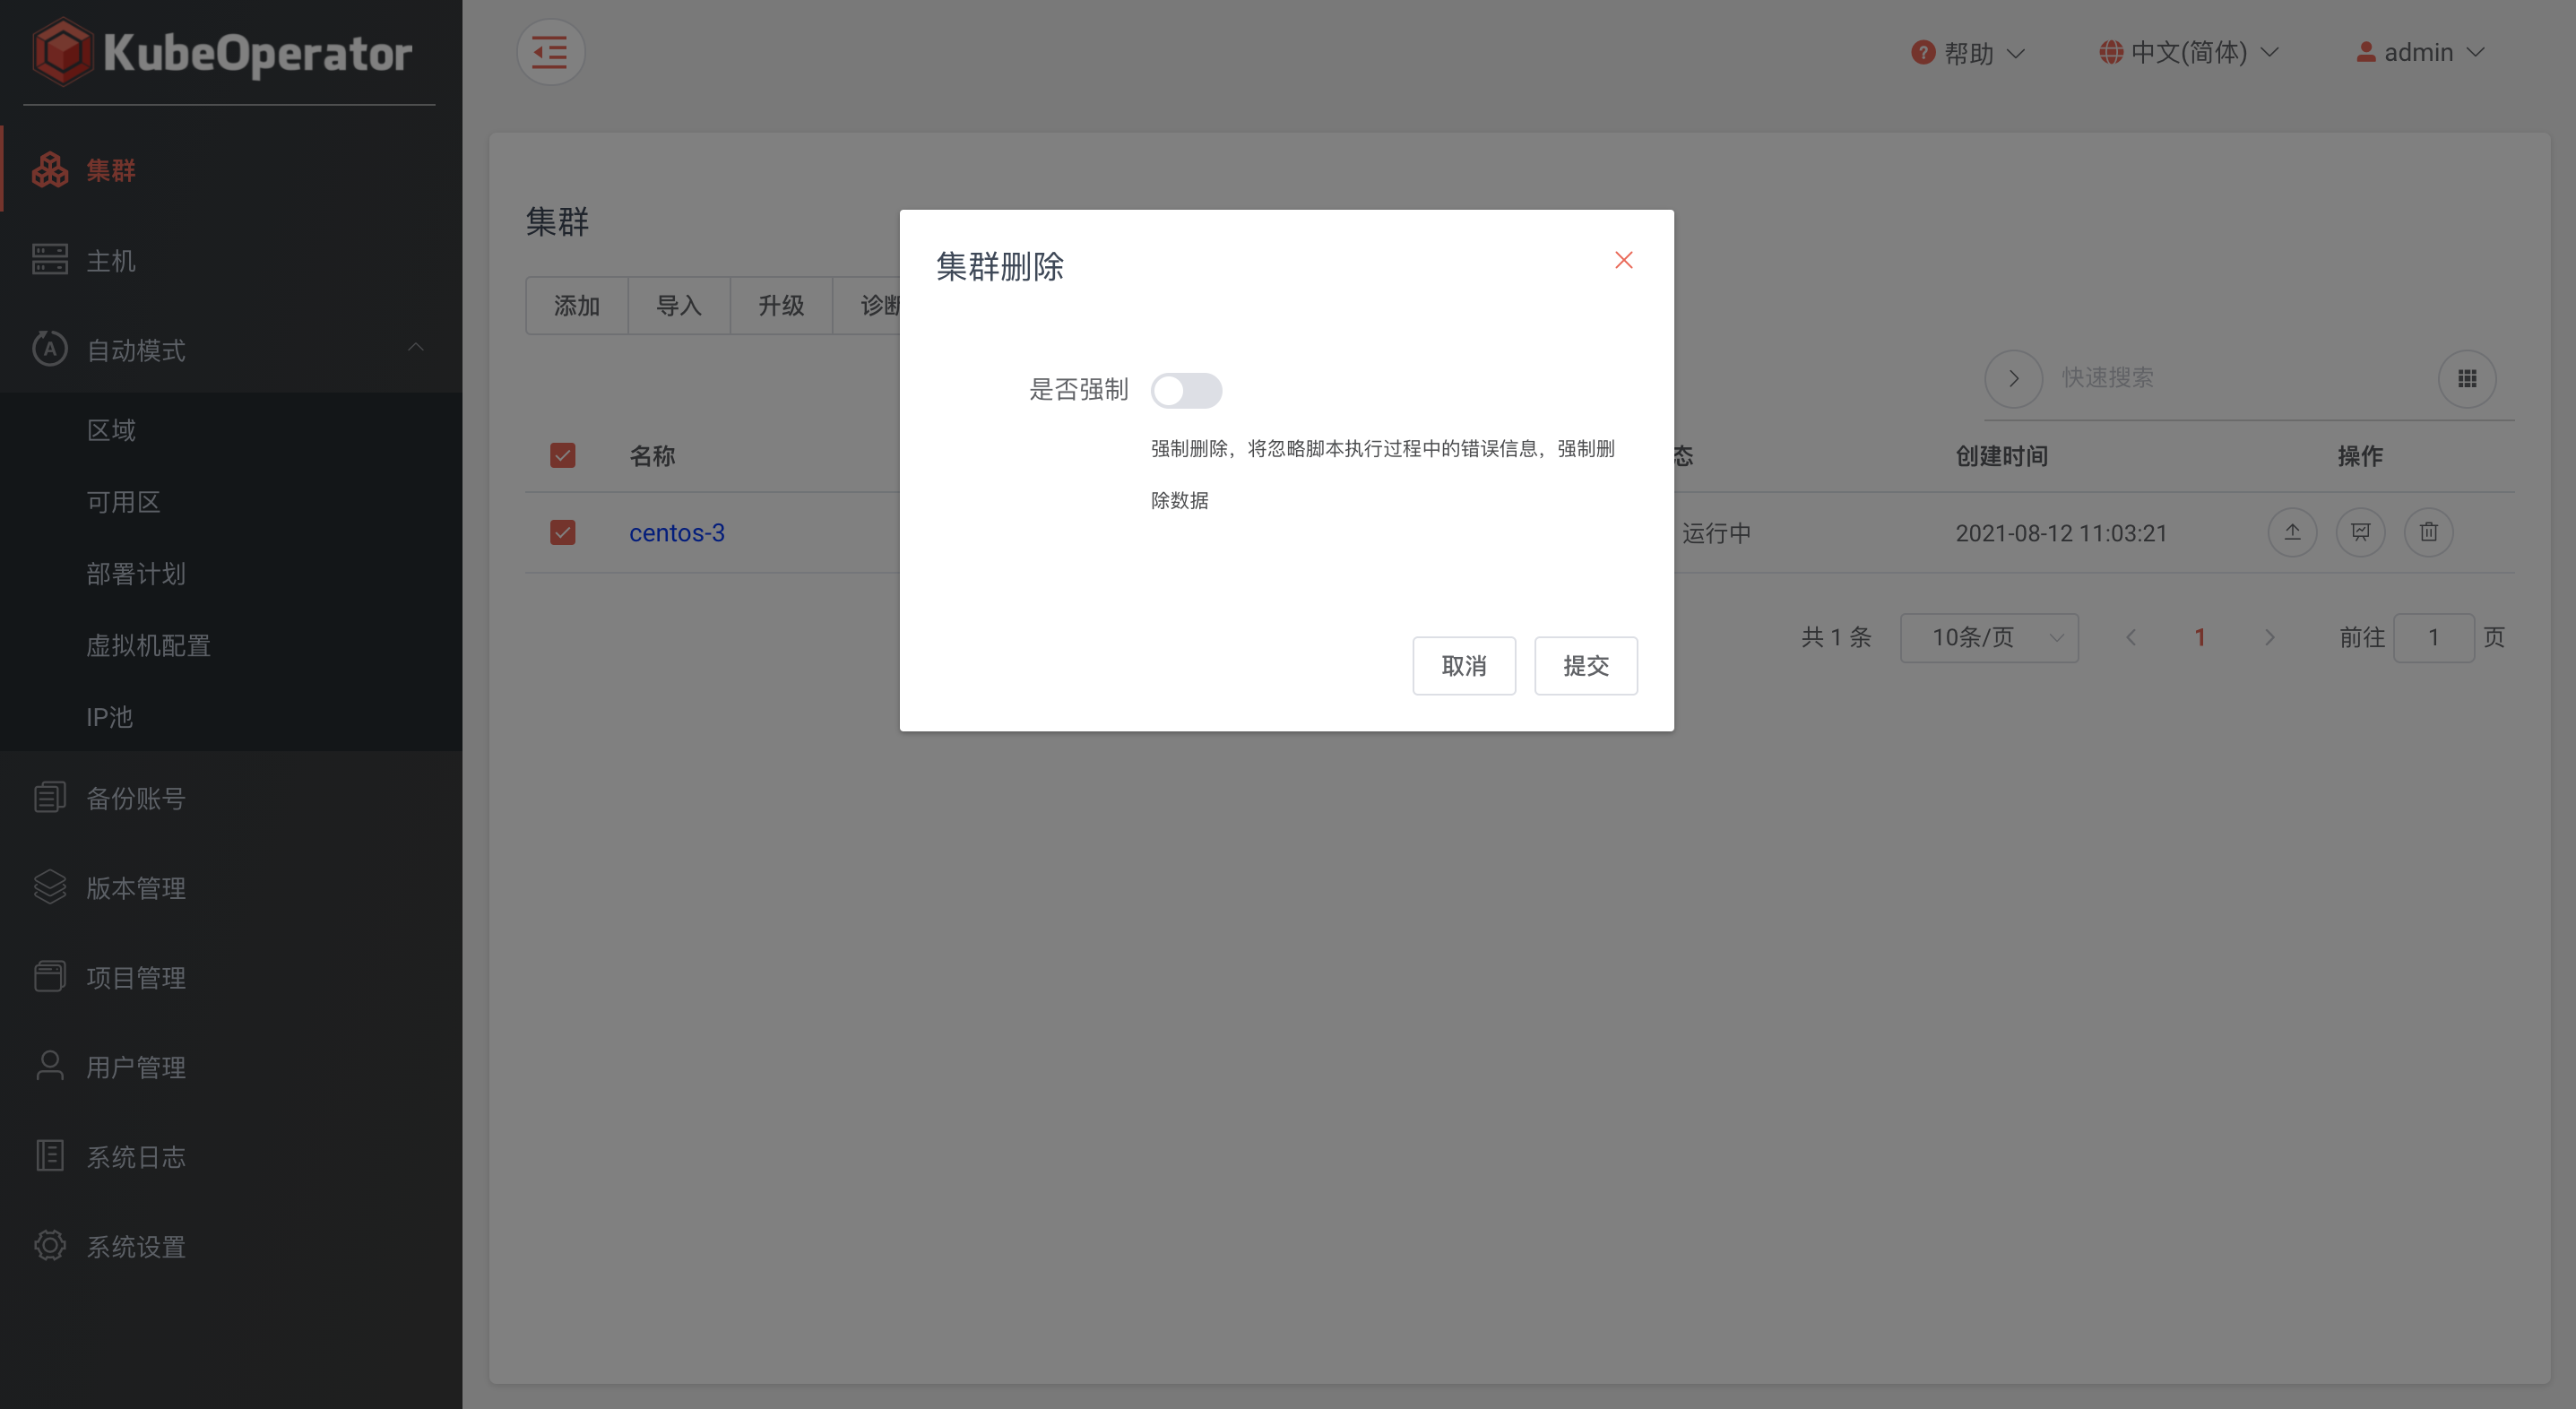 KubeOperator
帮助
中文(简体)
admin
集群
主机
自动模式
区域
可用区
部署计划
虚拟机配置
IP池
备份账号
版本管理
项目管理
用户管理
系统日志
系统设置
集群
添加
导入
升级
诊断
快速搜索
名称
态
创建时间
操作
centos-3
运行中
2021-08-12 11:03:21
共 1 条
10条/页
1
前往
1
页
集群删除
是否强制
强制删除，将忽略脚本执行过程中的错误信息，强制删
除数据
取消
提交